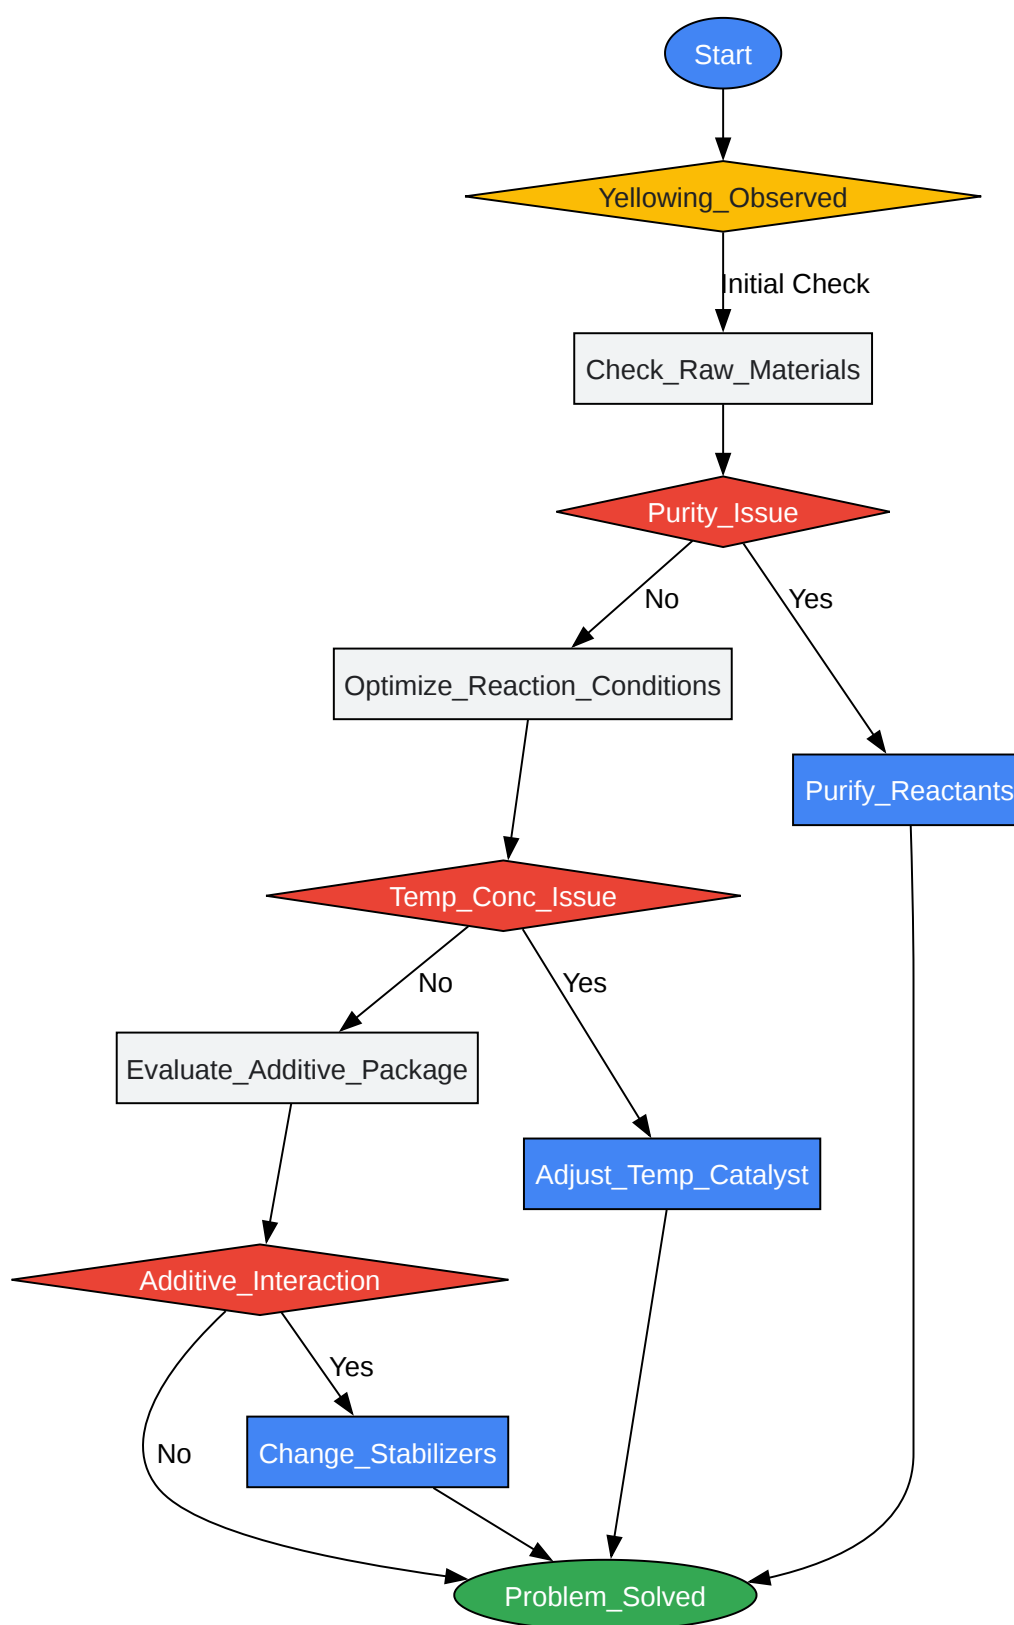 Start
Yellowing_Observed
Initial Check
Check_Raw_Materials
Purity_Issue
No
Yes
Optimize_Reaction_Conditions
Purify_Reactants
Temp_Conc_Issue
No
Yes
Evaluate_Additive_Package
Adjust_Temp_Catalyst
Additive_Interaction
Yes
No
Change_Stabilizers
Problem_Solved